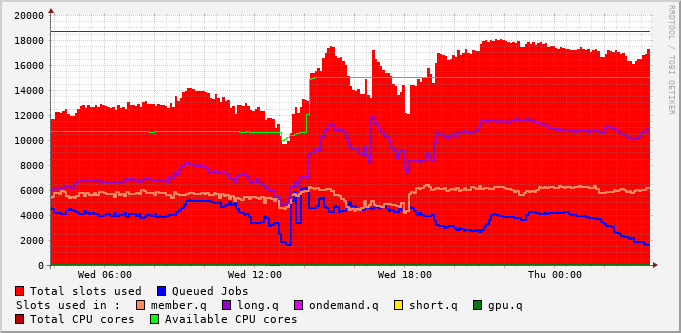 20000
18000
16000
14000
12000
10000
8000
6000
4000
2000
0
Wed 06:00 Wed 12:00 Wed 18:00 Thu 00:00
Total slots used Queued Jobs
Slots used in : member.q long.q ondemand.q short.q gpu.q
Total CPU cores Available CPU cores
RRDTOOL / TOBI OETIKER